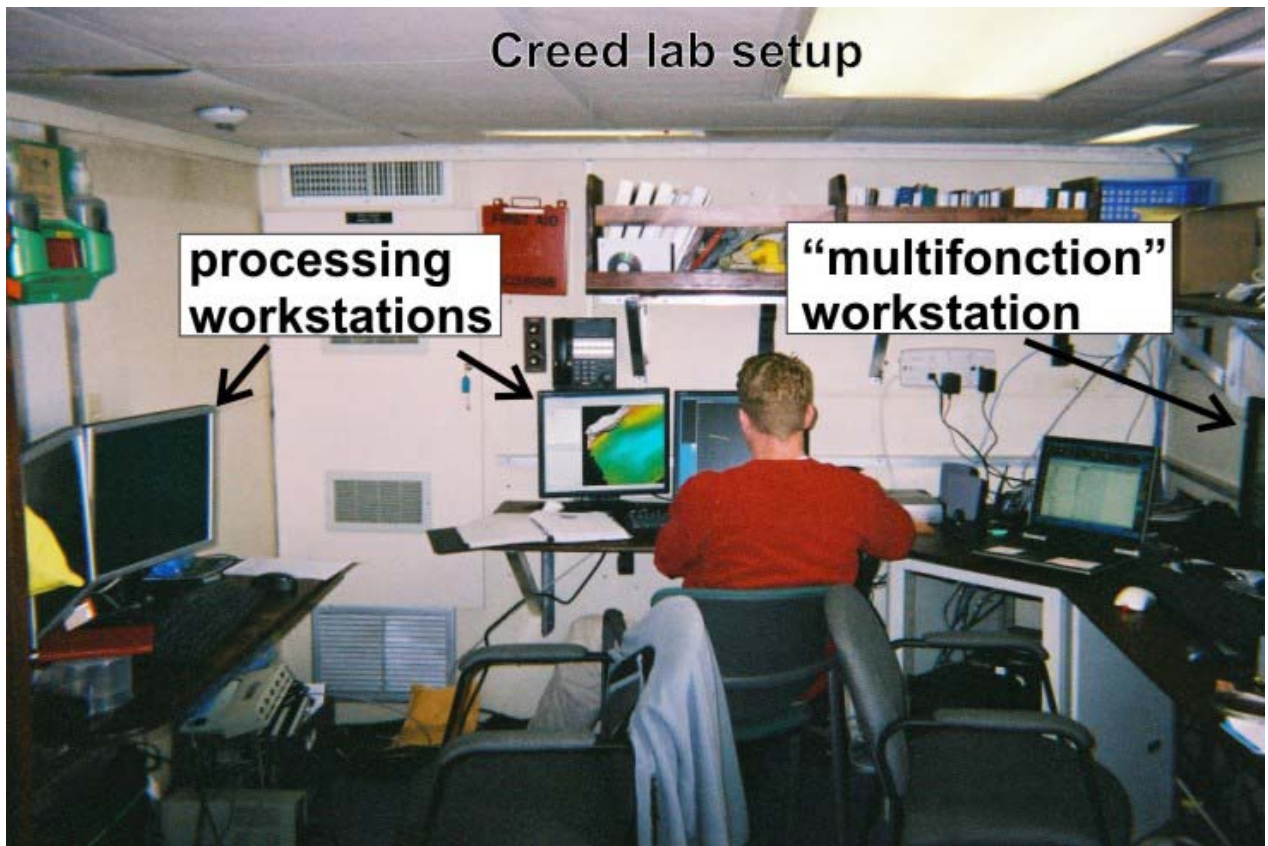 Creed lab setup
processing
workstations
“multifonction”
workstation
FIRST AID